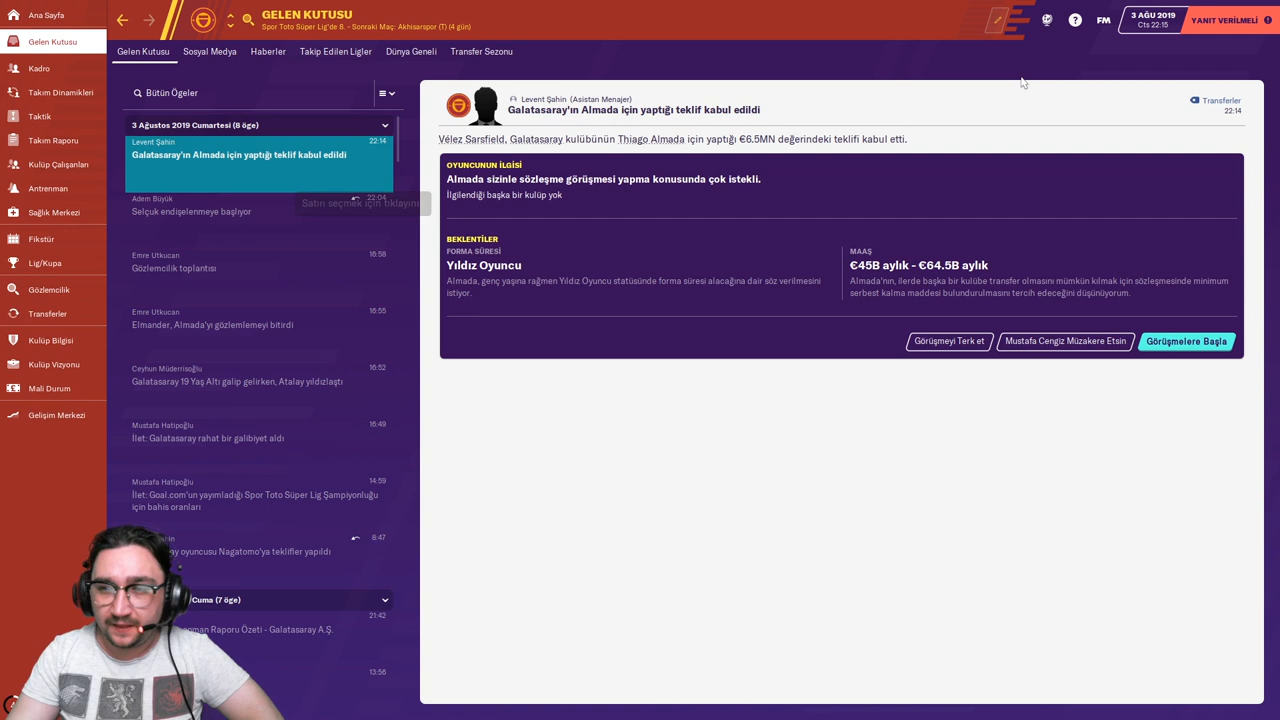 Ana Sayfa
Gelen Kutusu
Kadro
Takım Dinamikleri
Taktik
Takım Raporu
Kulüp Çalışanları
Antrenman
Sağlık Merkezi
Fikstür
Lig/Kupa
Gözlemcilik
Transferler
Kulüp Bilgisi
Kulüp Vizyonu
Mali Durum
Gelişim Merkezi
GELEN KUTUSU
Spor Toto Süper Lig'de 8. - Sonraki Maç: Akhisarspor (T) (4 gün)
FM
3 AĞU 2019
Cts 22:15
YANIT VERİLMELİ
Gelen Kutusu Sosyal Medya Haberler Takip Edilen Ligler Dünya Geneli Transfer Sezonu
Bütün Ögeler
3 Ağustos 2019 Cumartesi (8 öge)
Levent Şahin 22:14
Galatasaray'ın Almada için yaptığı teklif kabul edildi
Adem Büyük 22:04
Selçuk endişelenmeye başlıyor
Satırı seçmek için tıklayını
Emre Utkucan 16:58
Gözlemcilik toplantısı
Emre Utkucan 16:55
Elmander, Almada'yı gözlemlemeyi bitirdi
Ceyhun Müderrisoğlu 16:52
Galatasaray 19 Yaş Altı galip gelirken, Atalay yıldızlaştı
Mustafa Hatipoğlu 16:49
İlet: Galatasaray rahat bir galibiyet aldı
Mustafa Hatipoğlu 14:59
İlet: Goal.com'un yayımladığı Spor Toto Süper Lig Şampiyonluğu
için bahis oranları
8:47
oyuncusu Nagatomo'ya teklifler yapıldı
Cuma (7 öge)
21:42
Raporu Özeti - Galatasaray A.Ş.
13:56
Levent Şahin (Asistan Menajer)
Galatasaray'ın Almada için yaptığı teklif kabul edildi
Transferler
22:14
Vélez Sarsfield, Galatasaray kulübünün Thiago Almada için yaptığı €6.5MN değerindeki teklifi kabul etti.
OYUNCUNUN İLGİSİ
Almada sizinle sözleşme görüşmesi yapma konusunda çok istekli.
İlgilendiği başka bir kulüp yok
BEKLENTİLER
FORMA SÜRESİ
Yıldız Oyuncu
Almada, genç yaşına rağmen Yıldız Oyuncu statüsünde forma süresi alacağına dair söz verilmesini
istiyor.
MAAŞ
€45B aylık - €64.5B aylık
Almada'nın, ilerde başka bir kulübe transfer olmasını mümkün kılmak için sözleşmesinde minimum
serbest kalma maddesi bulundurulmasını tercih edeceğini düşünüyorum.
Görüşmeyi Terk et Mustafa Cengiz Müzakere Etsin Görüşmelere Başla